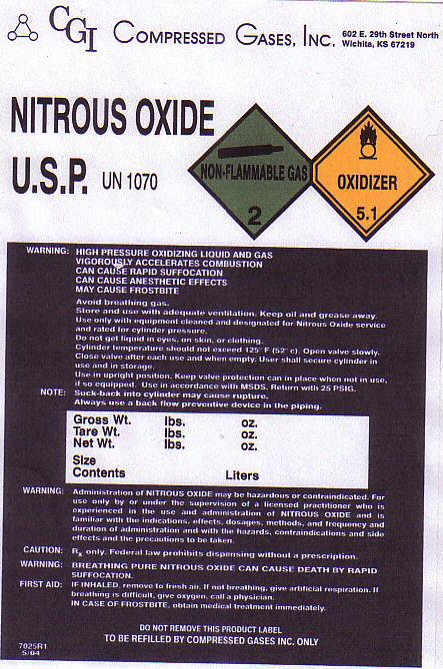 CGI COMPRESSED GASES, INC. 602 E. 29th Street North
Wichita, KS 67219
NITROUS OXIDE
U.S.P. UN 1070
NON-FLAMMABLE GAS
2
OXIDIZER
5.1
WARNING: HIGH PRESSURE OXIDIZING LIQUID AND GAS
VIGOROUSLY ACCELERATES COMBUSTION
CAN CAUSE RAPID SUFFOCATION
CAN CAUSE ANESTHETIC EFFECTS
MAY CAUSE FROSTBITE
Avoid breathing gas.
Store and use with adequate ventilation. Keep oil and grease away.
Use only with equipment cleaned and designated for Nitrous Oxide service
and rated for cylinder pressure.
Do not get liquid in eyes, on skin, or clothing.
Cylinder temperature should not exceed 125° F (52° c). Open valve slowly.
Close valve after each use and when empty. User shall secure cylinder in
use and in storage.
Use in upright position. Keep valve protection can in place when not in use,
if so equipped. Use in accordance with MSDS. Return with 25 PSIG.
NOTE: Suck-back into cylinder may cause rupture.
Always use a back flow preventive device in the piping.
Gross Wt. lbs. oz.
Tare Wt. lbs. oz.
Net Wt. lbs. oz.
Size
Contents Liters
WARNING: Administration of NITROUS OXIDE may be hazardous or contraindicated. For
use only by or under the supervision of a licensed practitioner who is
experienced in the use and administration of NITROUS OXIDE and is
familiar with the indications, effects, dosages, methods, and frequency and
duration of administration and with the hazards, contraindications and side
effects and the precautions to be taken.
CAUTION: Rx only. Federal law prohibits dispensing without a prescription.
WARNING: BREATHING PURE NITROUS OXIDE CAN CAUSE DEATH BY RAPID
SUFFOCATION.
FIRST AID: IF INHALED, remove to fresh air. If not breathing, give artificial respiration. If
breathing is difficult, give oxygen, call a physician.
IN CASE OF FROSTBITE, obtain medical treatment immediately.
DO NOT REMOVE THIS PRODUCT LABEL
TO BE REFILLED BY COMPRESSED GASES INC. ONLY
7025R1
5/04